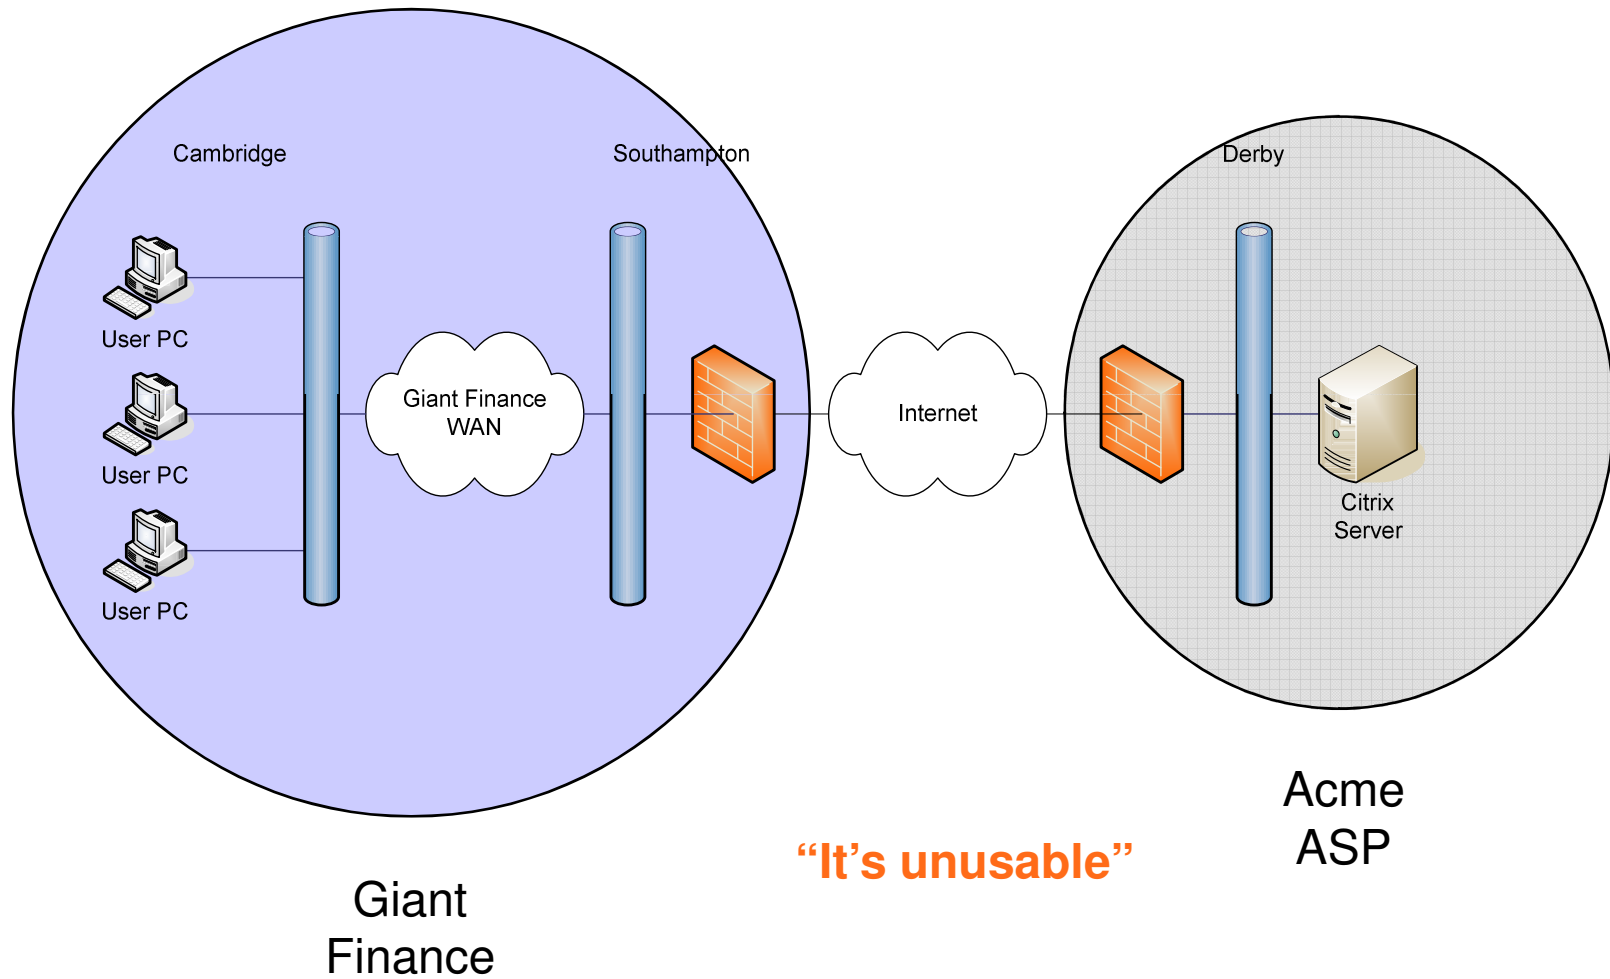 Cambridge
Southampton
Derby
User PC
User PC
User PC
Giant Finance
WAN
Internet
Citrix
Server
Acme
ASP
“It’s unusable”
Giant
Finance